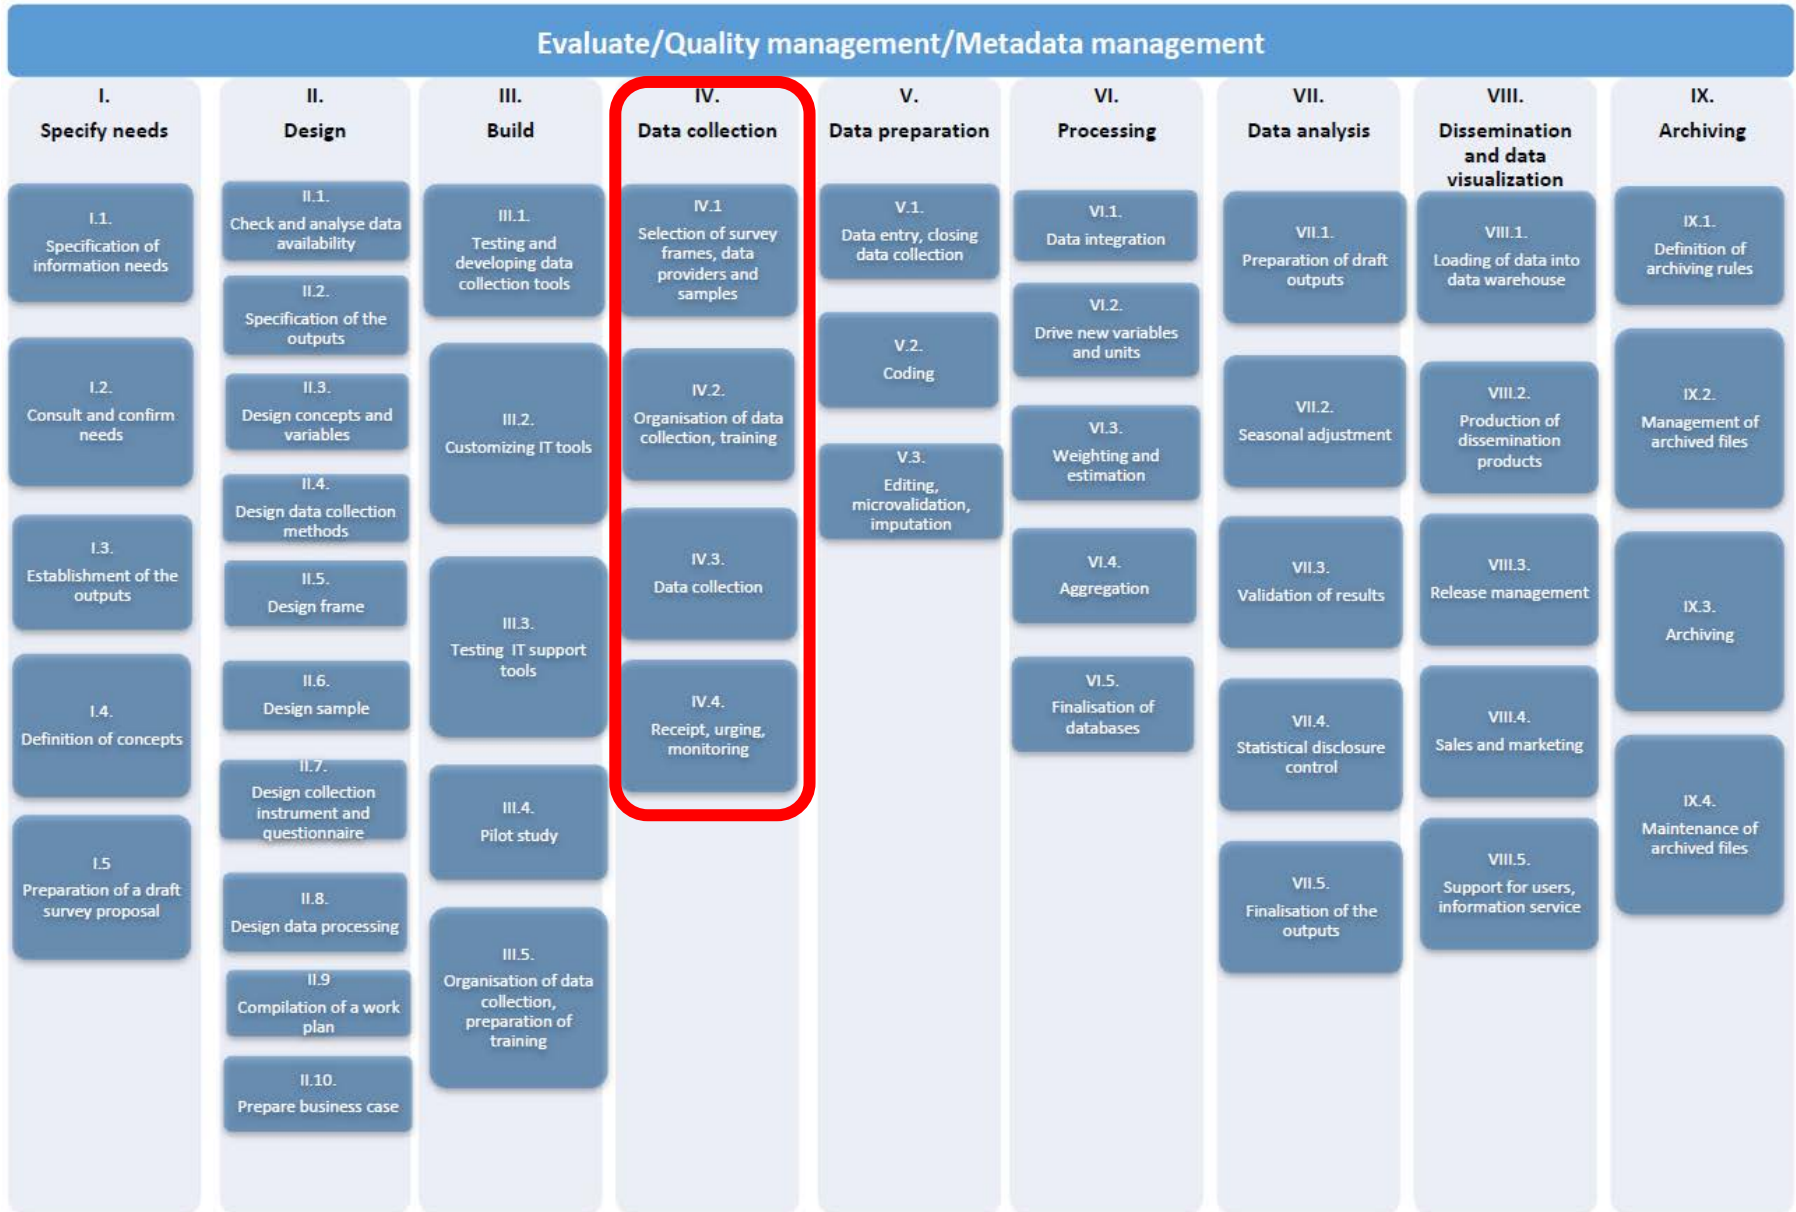 Evaluate/Quality management/Metadata management
I.
Specify needs
I.1.
Specification of
information needs
I.2.
Consult and confirm
needs
I.3.
Establishment of the
outputs
I.4.
Definition of concepts
I.5
Preparation of a draft
survey proposal
II.
Design
II.1.
Check and analyse data
availability
II.2.
Specification of the
outputs
II.3.
Design concepts and
variables
II.4.
Design data collection
methods
II.5.
Design frame
II.6.
Design sample
II.7.
Design collection
instrument and
questionnaire
II.8.
Design data processing
II.9
Compilation of a work
plan
II.10.
Prepare business case
III.
Build
III.1.
Testing and
developing data
collection tools
III.2.
Customizing IT tools
III.3.
Testing IT support
tools
III.4.
Pilot study
III.5.
Organisation of data
collection,
preparation of
training
IV.
Data collection
IV.1
Selection of survey
frames, data
providers and
samples
IV.2.
Organisation of data
collection, training
IV.3.
Data collection
IV.4.
Receipt, urging,
monitoring
V.
Data preparation
V.1.
Data entry, closing
data collection
V.2.
Coding
V.3.
Editing,
microvalidation,
imputation
VI.
Processing
VI.1.
Data integration
VI.2.
Drive new variables
and units
VI.3.
Weighting and
estimation
VI.4.
Aggregation
VI.5.
Finalisation of
databases
VII.
Data analysis
VII.1.
Preparation of draft
outputs
VII.2.
Seasonal adjustment
VII.3.
Validation of results
VII.4.
Statistical disclosure
control
VII.5.
Finalisation of the
outputs
VIII.
Dissemination
and data
visualization
VIII.1.
Loading of data into
data warehouse
VIII.2.
Production of
dissemination
products
VIII.3.
Release management
VIII.4.
Sales and marketing
VIII.5.
Support for users,
information service
IX.
Archiving
IX.1.
Definition of
archiving rules
IX.2.
Management of
archived files
IX.3.
Archiving
IX.4.
Maintenance of
archived files